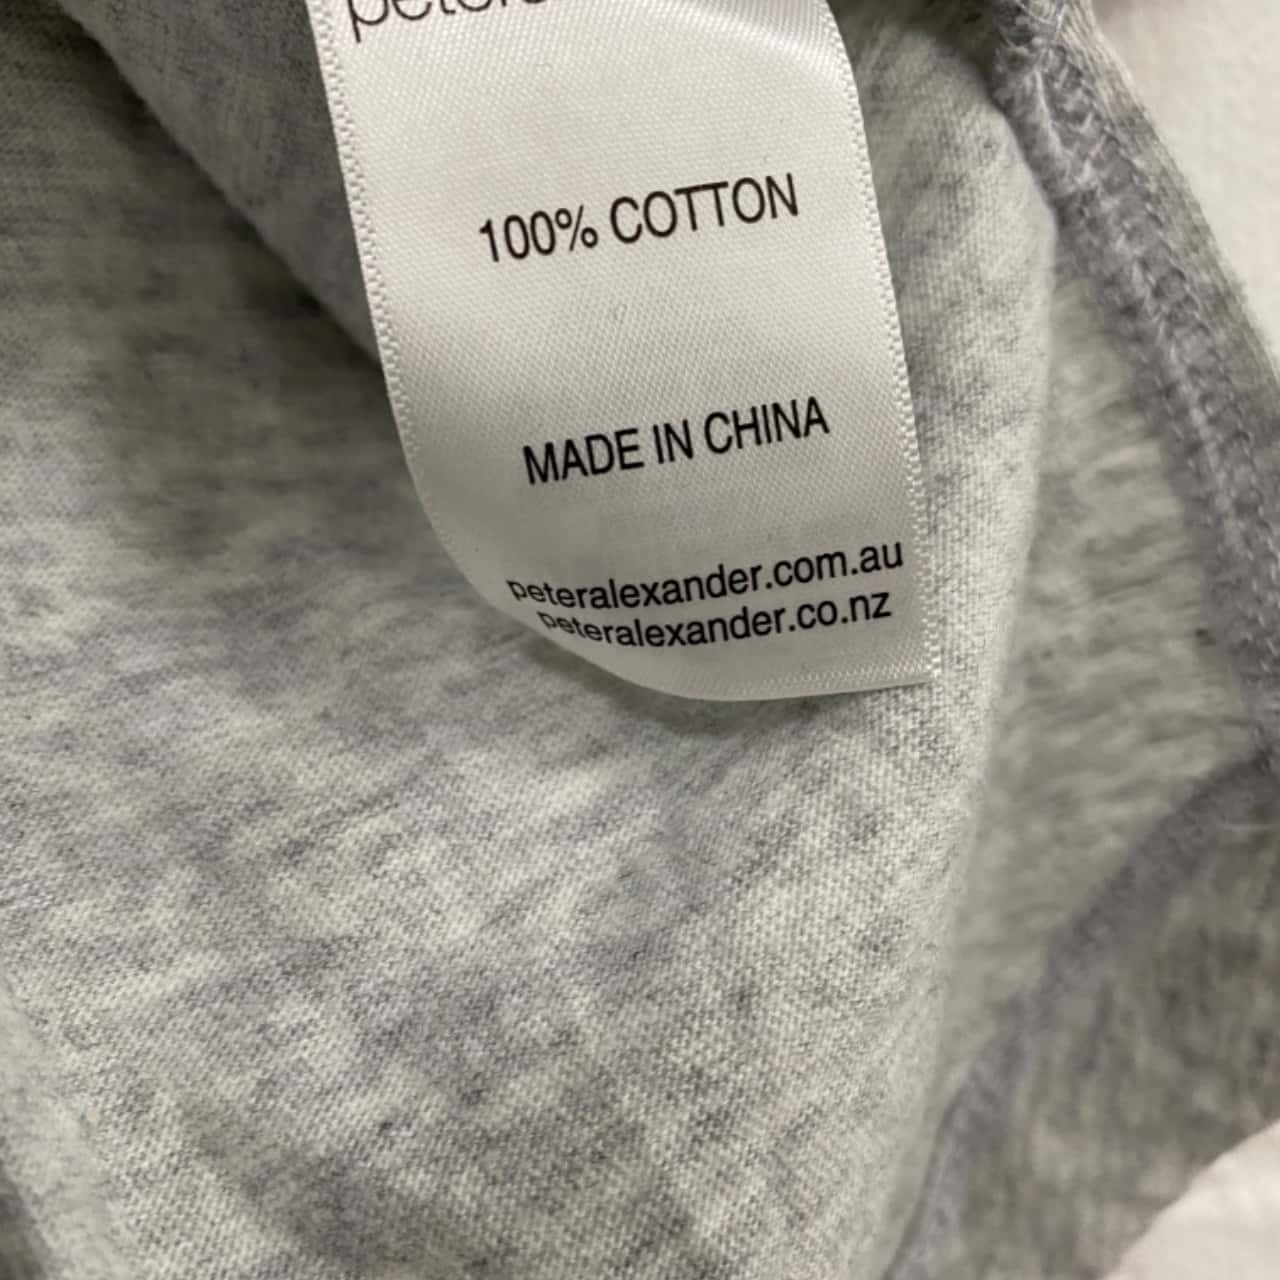 100% COTTON
MADE IN CHINA
peteralexander.com.au
peteralexander.co.nz